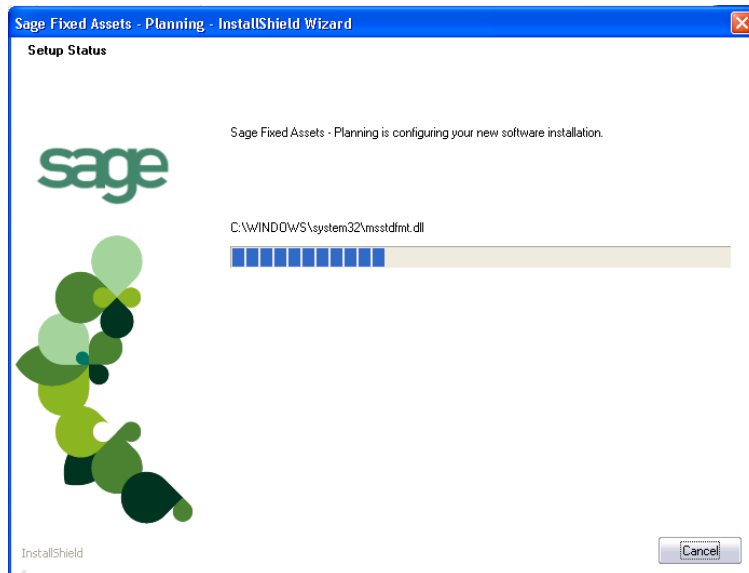 Sage Fixed Assets - Planning - InstallShield Wizard
Setup Status
Sage Fixed Assets - Planning is configuring your new software installation.
sage
C:\WINDOWS\system32\msstdfmt.dll
InstallShield
Cancel